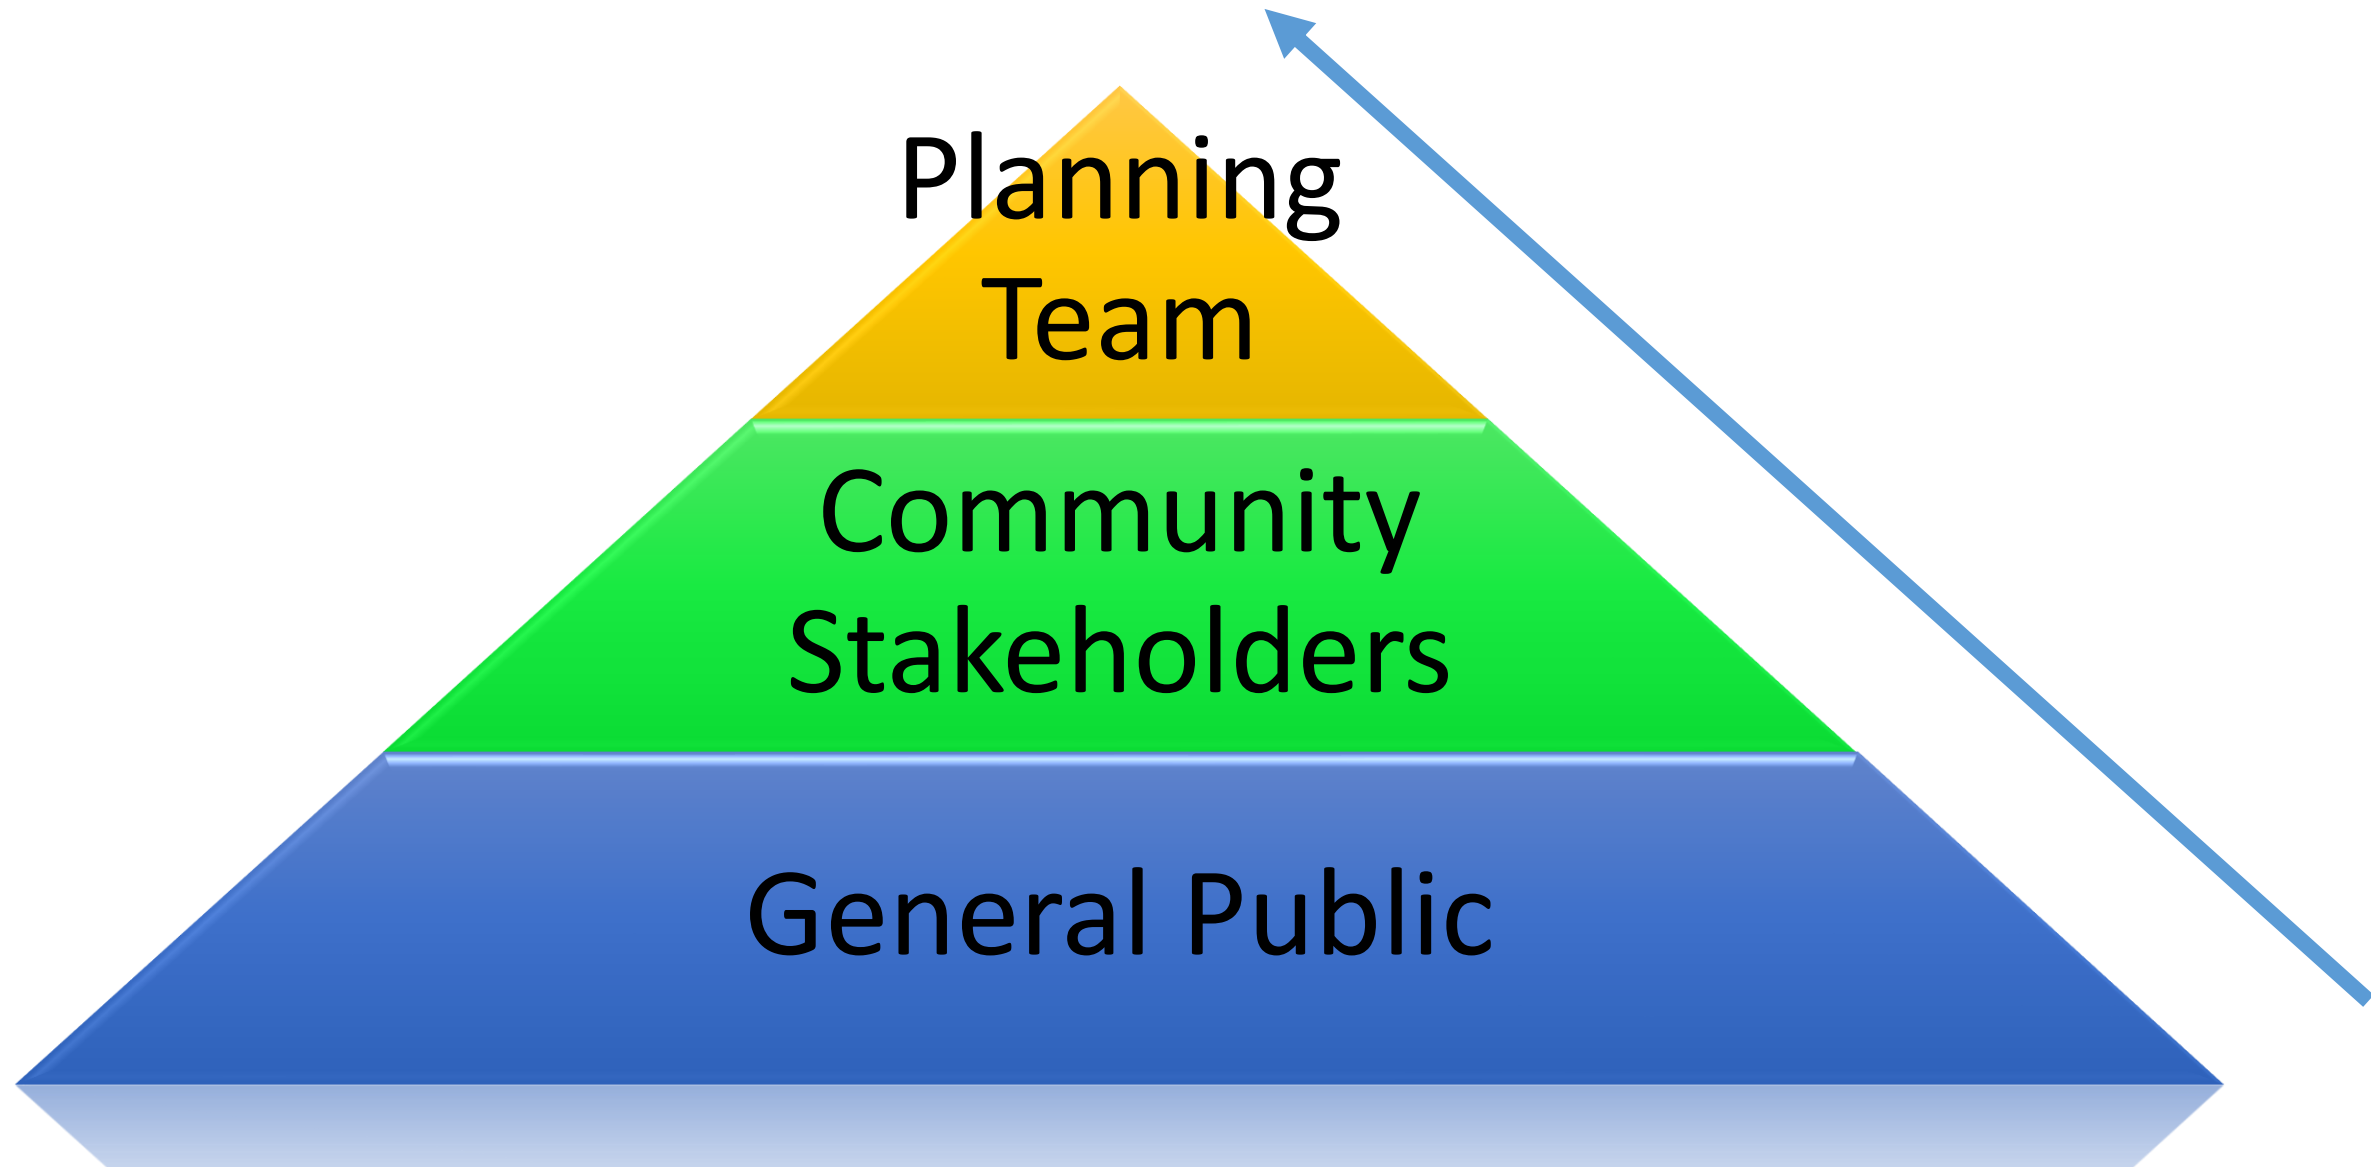 Planning
Team
Community
Stakeholders
General Public